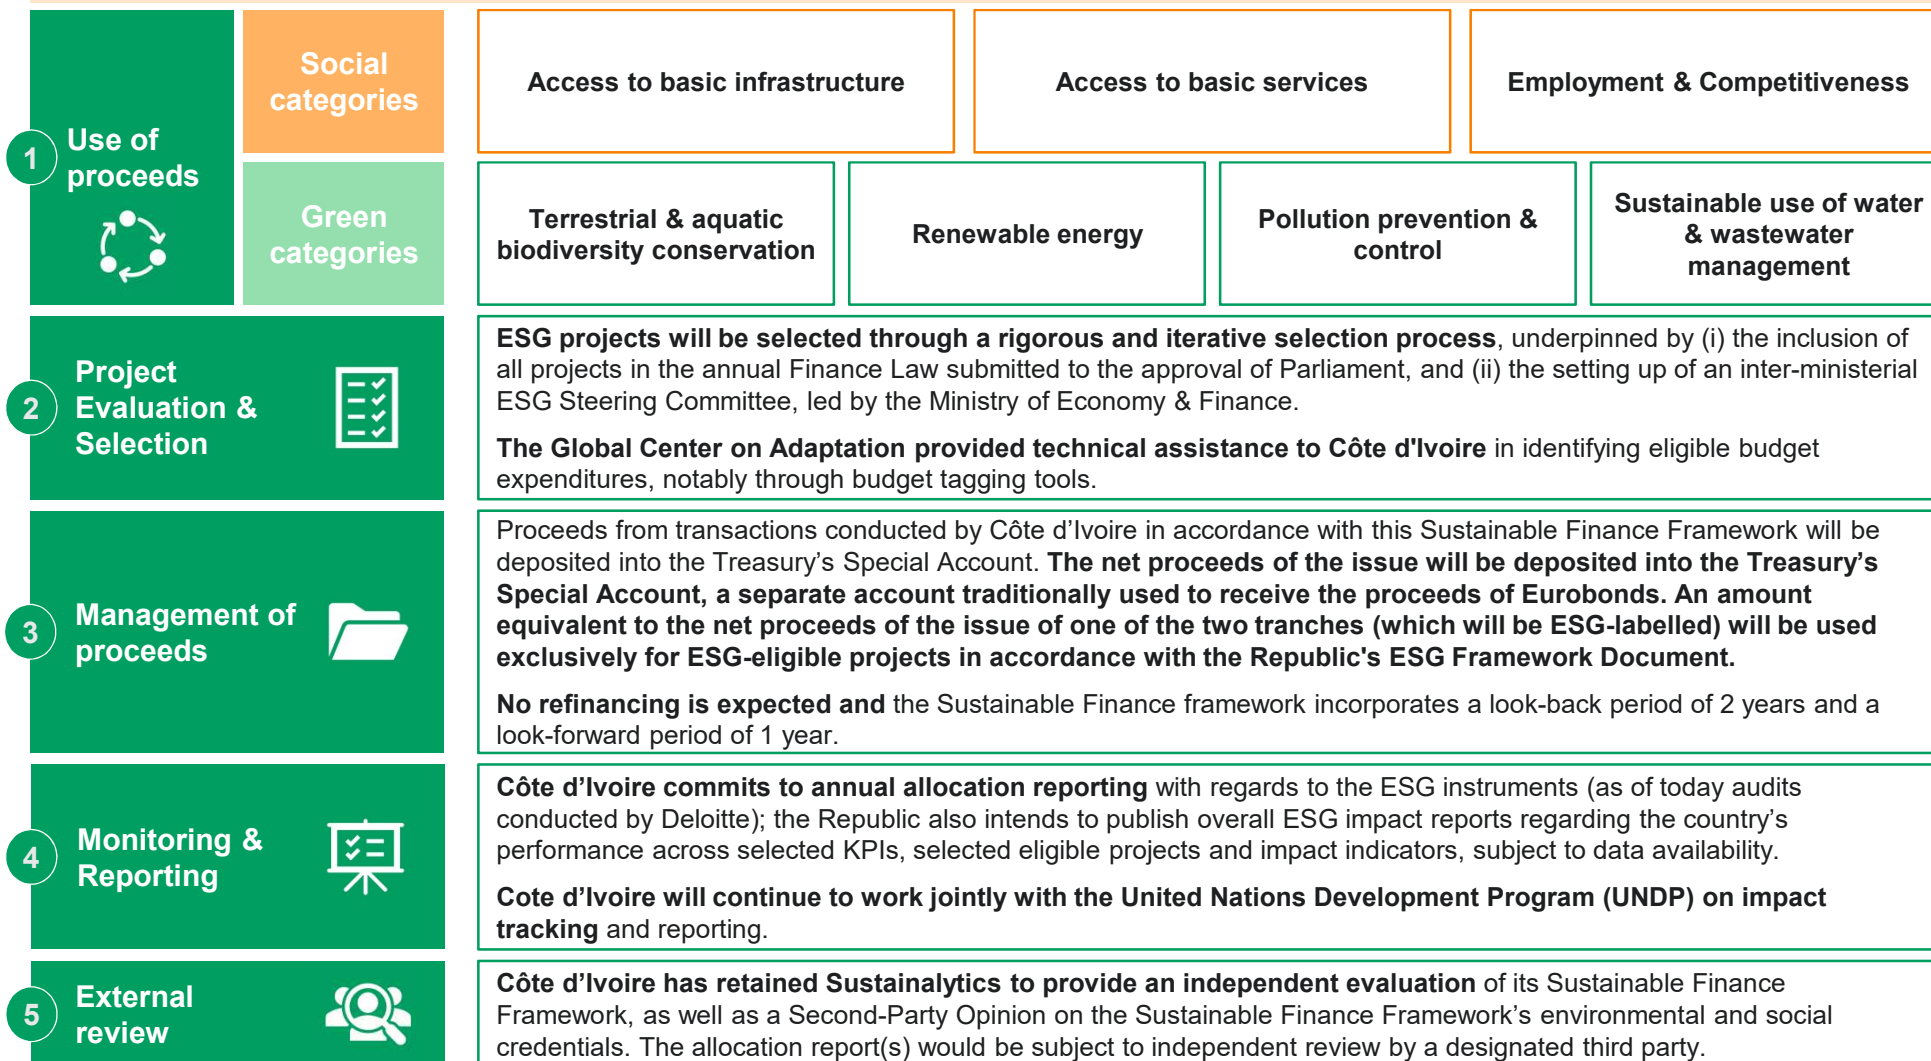 1
Use of
proceeds
Social
categories
Access to basic infrastructure
Access to basic services
Employment & Competitiveness
Green
categories
Terrestrial & aquatic
biodiversity conservation
Renewable energy
Pollution prevention &
control
Sustainable use of water
& wastewater
management
2
Project
Evaluation &
Selection
ESG projects will be selected through a rigorous and iterative selection process, underpinned by (i) the inclusion of
all projects in the annual Finance Law submitted to the approval of Parliament, and (ii) the setting up of an inter-ministerial
ESG Steering Committee, led by the Ministry of Economy & Finance.
The Global Center on Adaptation provided technical assistance to Côte d'Ivoire in identifying eligible budget
expenditures, notably through budget tagging tools.
3
Management of
proceeds
Proceeds from transactions conducted by Côte d’Ivoire in accordance with this Sustainable Finance Framework will be
deposited into the Treasury’s Special Account. The net proceeds of the issue will be deposited into the Treasury’s
Special Account, a separate account traditionally used to receive the proceeds of Eurobonds. An amount
equivalent to the net proceeds of the issue of one of the two tranches (which will be ESG-labelled) will be used
exclusively for ESG-eligible projects in accordance with the Republic's ESG Framework Document.
No refinancing is expected and the Sustainable Finance framework incorporates a look-back period of 2 years and a
look-forward period of 1 year.
4
Monitoring &
Reporting
Côte d’Ivoire commits to annual allocation reporting with regards to the ESG instruments (as of today audits
conducted by Deloitte); the Republic also intends to publish overall ESG impact reports regarding the country’s
performance across selected KPIs, selected eligible projects and impact indicators, subject to data availability.
Cote d’Ivoire will continue to work jointly with the United Nations Development Program (UNDP) on impact
tracking and reporting.
5
External
review
Côte d’Ivoire has retained Sustainalytics to provide an independent evaluation of its Sustainable Finance
Framework, as well as a Second-Party Opinion on the Sustainable Finance Framework’s environmental and social
credentials. The allocation report(s) would be subject to independent review by a designated third party.